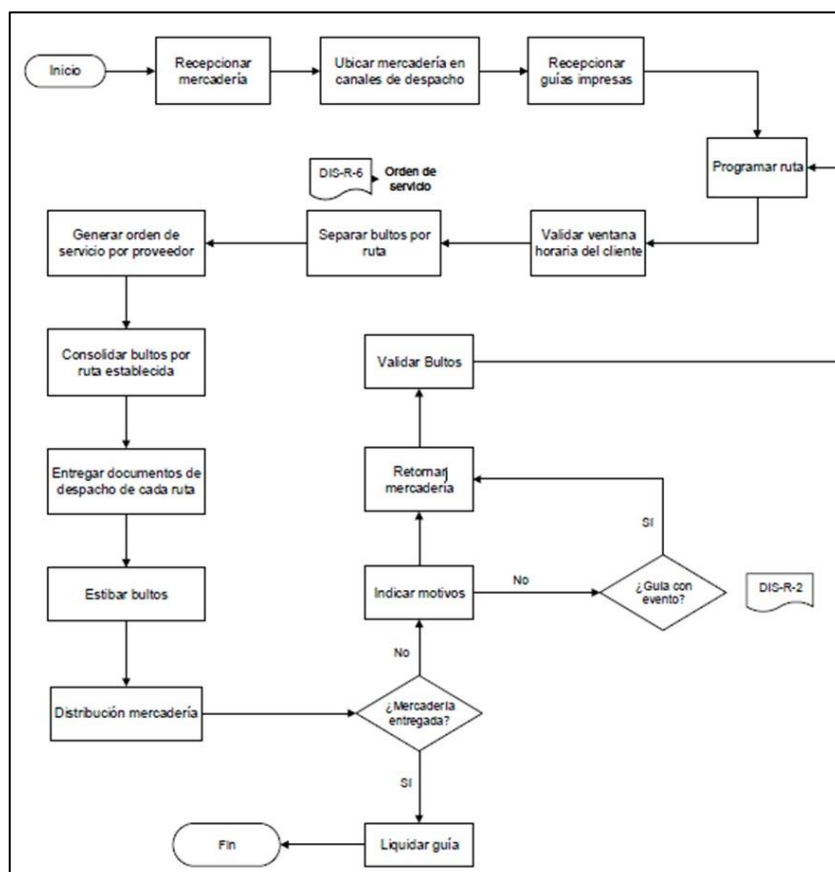 Inicio
Recepcionar
mercadería
Ubicar mercadería en
canales de despacho
Recepcionar
guías impresas
Programar ruta
DIS-R-6
Orden de
servicio
Generar orden de
servicio por proveedor
Separar bultos por
ruta
Validar ventana
horaria del cliente
Consolidar bultos por
ruta establecida
Validar Bultos
Entregar documentos de
despacho de cada ruta
Retornar
mercadería
SI
Estibar bultos
Indicar motivos
No
¿Guía con
evento?
DIS-R-2
No
Distribución mercadería
¿Mercadería
entregada?
SI
Fin
Liquidar guía